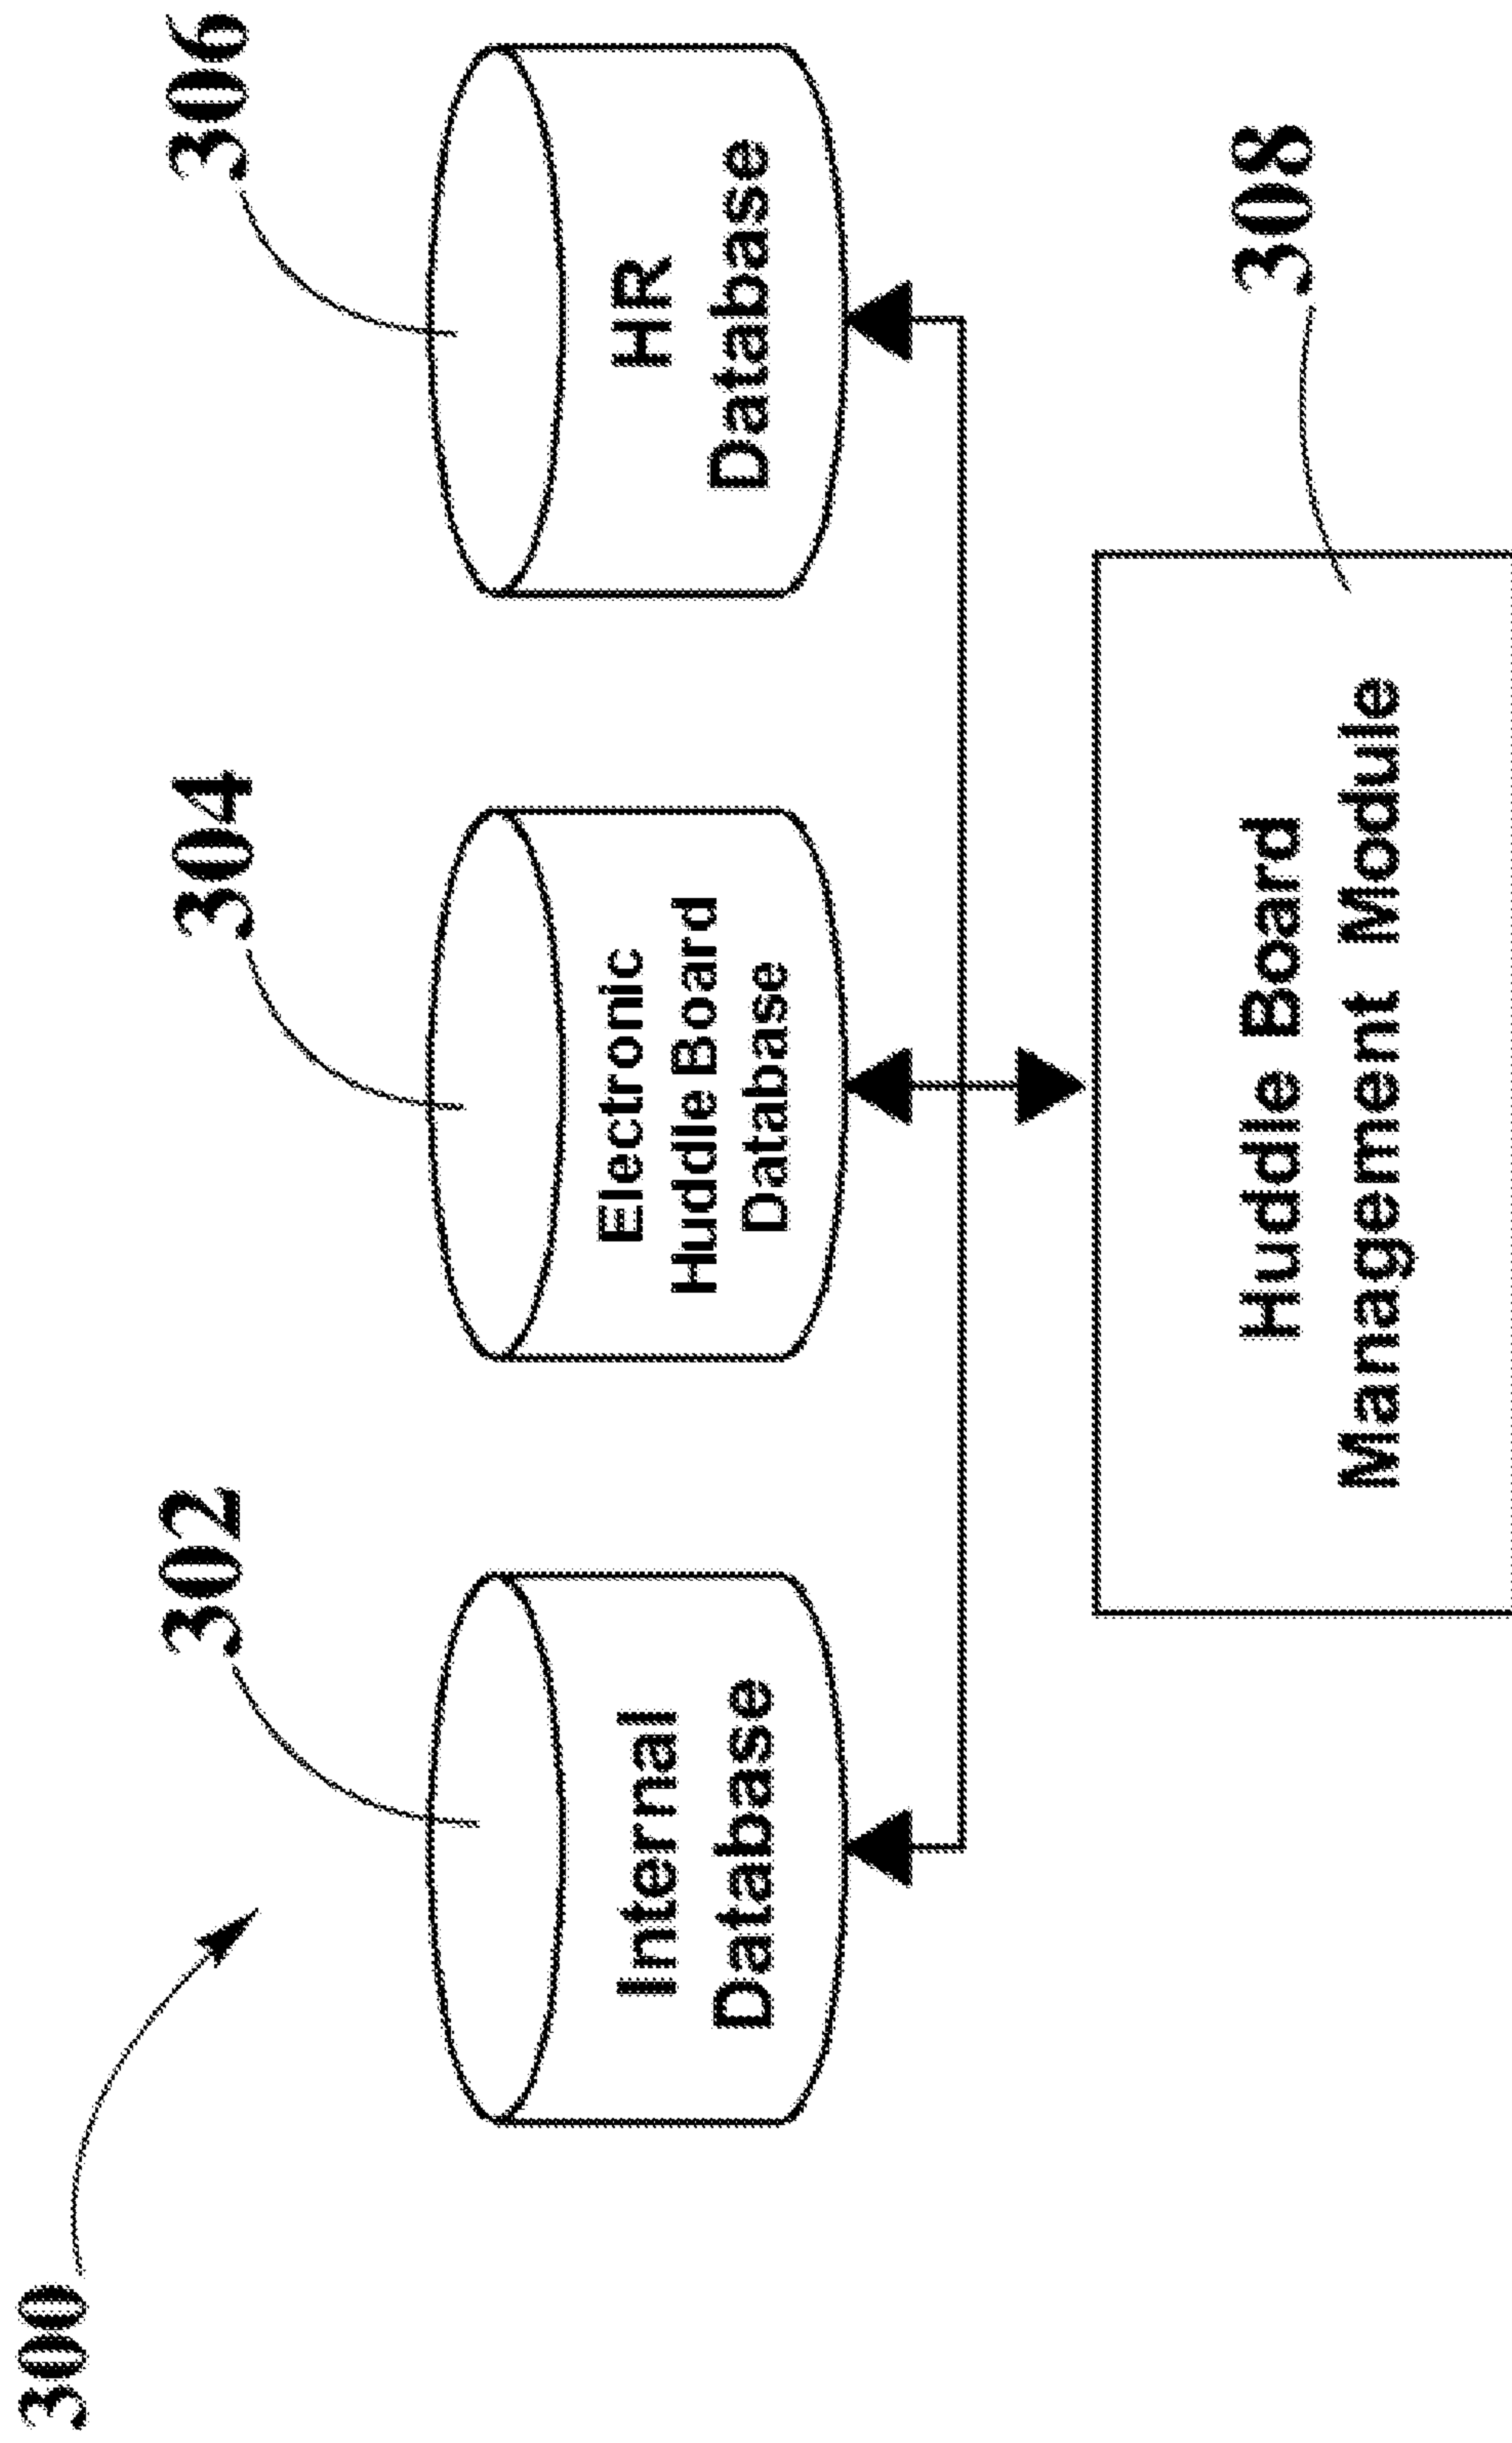 300
302
304
306
Internal
Database
Electronic
Huddle Board
Database
HR
Database
308
Huddle Board
Management Module